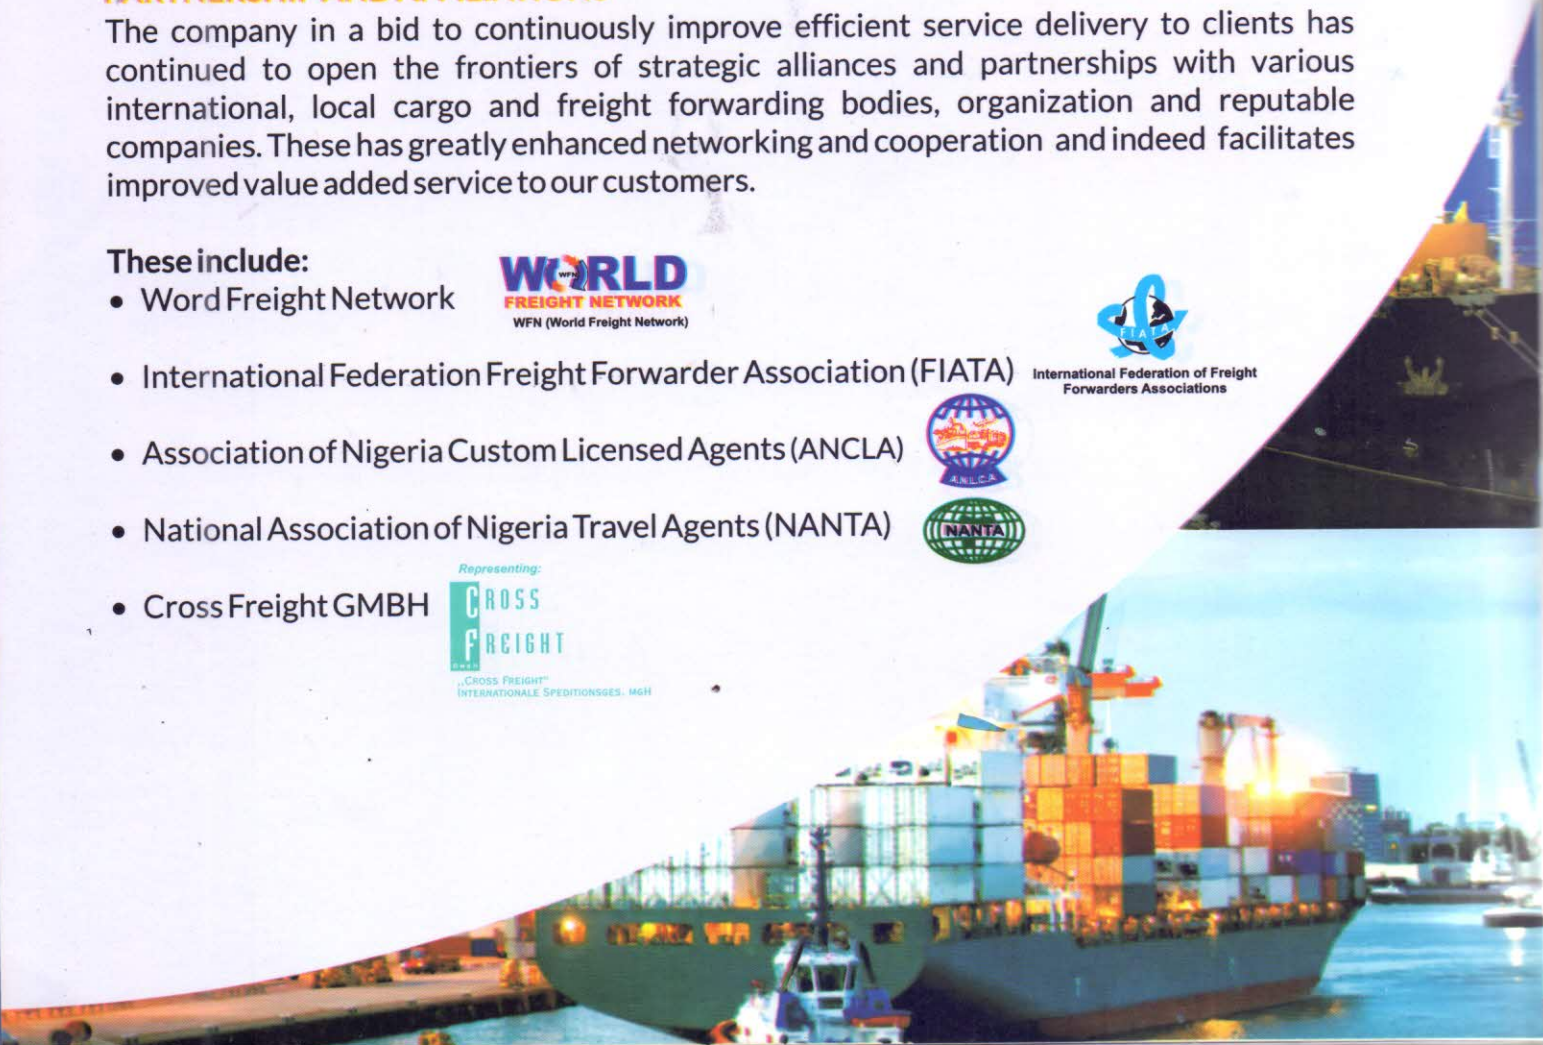 The company in a bid to continuously improve efficient service delivery to clients has
continued to open the frontiers of strategic alliances and partnerships with various
international, local cargo and freight forwarding bodies, organization and reputable
companies. These has greatly enhanced networking and cooperation and indeed facilitates
improved value added service to our customers.
These include:
• Word Freight Network
WORLD
WFN
FREIGHT NETWORK
WFN (World Freight Network)
• International Federation Freight Forwarder Association (FIATA)
FIATA
International Federation of Freight
Forwarders Associations
• Association of Nigeria Custom Licensed Agents (ANCLA)
A.N.L.C.A
• National Association of Nigeria Travel Agents (NANTA)
NANTA
• Cross Freight GMBH
Representing:
CROSS
FREIGHT
GmbH
„CROSS FREIGHT"
INTERNATIONALE SPEDITIONSGES. MGH